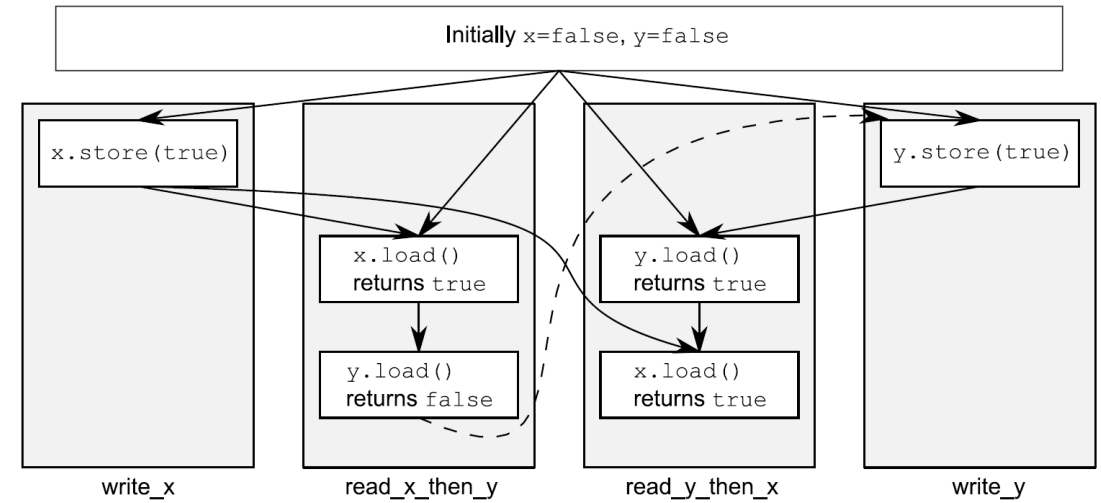 Initially x=false, y=false
x.store(true)
y.store(true)
x.load()
returns true
y.load()
returns true
y.load()
returns false
x.load()
returns true
write_x
read_x_then_y
read_y_then_x
write_y